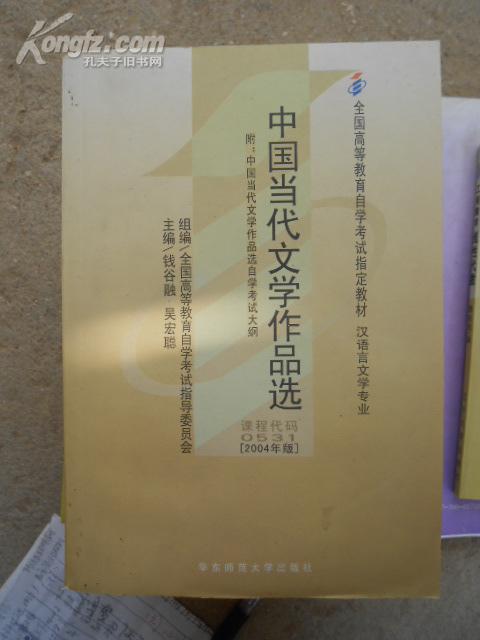 Kongfz.com
孔夫子旧书网
全国高等教育自学考试指定教材 汉语言文学专业
中国当代文学作品选
附：中国当代文学作品选自学考试大纲
课程代码
0531
[2004年版]
组编/全国高等教育自学考试指导委员会
主编/钱谷融 吴宏聪
华东师范大学出版社